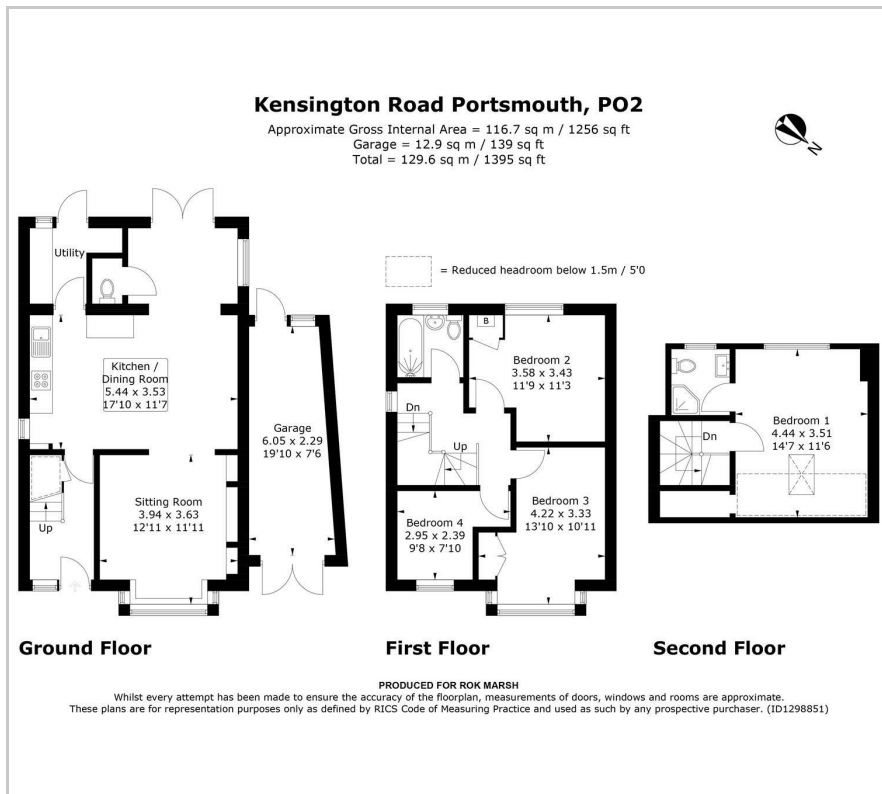 Kensington Road Portsmouth, PO2
Approximate Gross Internal Area = 116.7 sq m / 1256 sq ft
Garage = 12.9 sq m / 139 sq ft
Total = 129.6 sq m / 1395 sq ft
N
Utility
Kitchen /
Dining Room
5.44 x 3.53
17'10 x 11'7
Sitting Room
3.94 x 3.63
12'11 x 11'11
Up
Garage
6.05 x 2.29
19'10 x 7'6
Ground Floor
= Reduced headroom below 1.5m / 5'0
B
Bedroom 2
3.58 x 3.43
11'9 x 11'3
Dn
Up
Bedroom 3
4.22 x 3.33
13'10 x 10'11
Bedroom 4
2.95 x 2.39
9'8 x 7'10
First Floor
Bedroom 1
4.44 x 3.51
14'7 x 11'6
Dn
Second Floor
PRODUCED FOR ROK MARSH
Whilst every attempt has been made to ensure the accuracy of the floorplan, measurements of doors, windows and rooms are approximate.
These plans are for representation purposes only as defined by RICS Code of Measuring Practice and used as such by any prospective purchaser. (ID1298851)